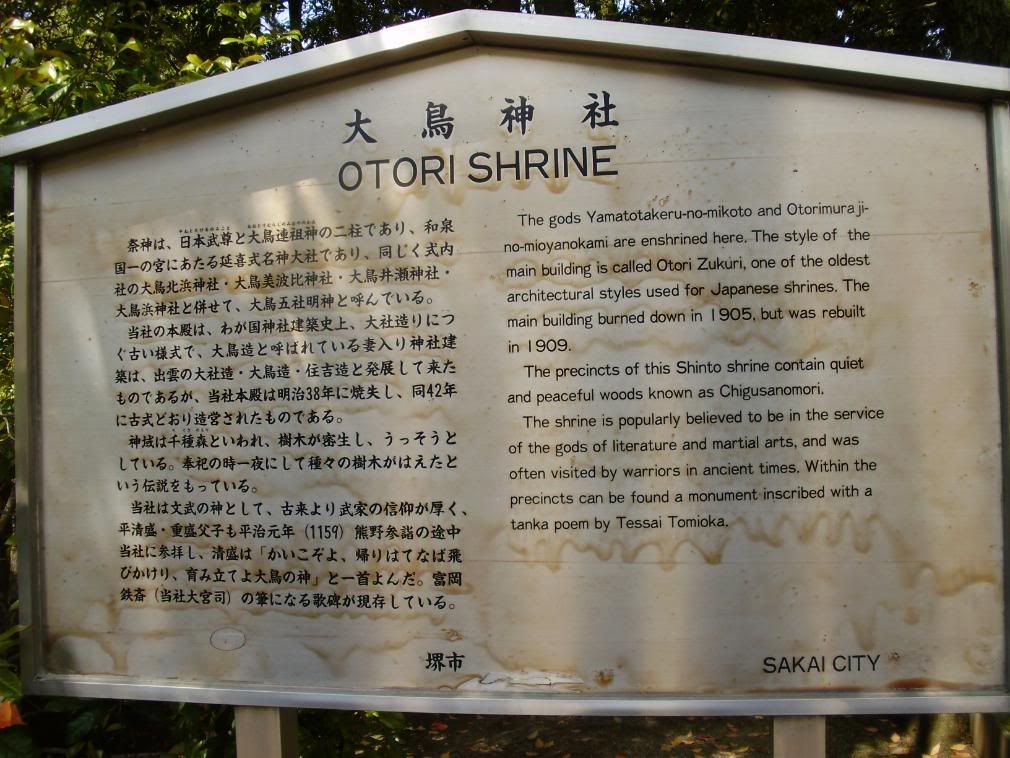 大鳥神社
OTORI SHRINE
祭神は、日本武尊と大鳥連祖神の二柱であり、和泉
国一の宮にあたる延喜式名神大社であり、同じく式内
社の大鳥北浜神社・大鳥美波比神社・大鳥井瀬神社・
大鳥浜神社と併せて、大鳥五社明神と呼んでいる。
当社の本殿は、わが国神社建築史上、大社造りにつ
ぐ古い様式で、大鳥造と呼ばれている妻入り神社建
築は、出雲の大社造・大鳥造・住吉造と発展して来た
ものであるが、当社本殿は明治38年に焼失し、同42年
に古式どおり造営されたものである。
神域は千種森といわれ、樹木が密生し、うっそうと
している。奉祀の時一夜にして種々の樹木がはえたと
いう伝説をもっている。
当社は文武の神として、古来より武家の信仰が厚く、
平清盛・重盛父子も平治元年（1159）熊野参詣の途中
当社に参拝し、清盛は「かいこぞよ、帰りはてなば飛
びかけり、育み立てよ大鳥の神」と一首よんだ。富岡
鉄斎（当社大宮司）の筆になる歌碑が現存している。
堺市
The gods Yamatotakeru-no-mikoto and Otorimuraji-
no-mioyanokami are enshrined here. The style of the
main building is called Otori Zukuri, one of the oldest
architectural styles used for Japanese shrines. The
main building burned down in 1905, but was rebuilt
in 1909.
The precincts of this Shinto shrine contain quiet
and peaceful woods known as Chigusanomori.
The shrine is popularly believed to be in the service
of the gods of literature and martial arts, and was
often visited by warriors in ancient times. Within the
precincts can be found a monument inscribed with a
tanka poem by Tessai Tomioka.
SAKAI CITY